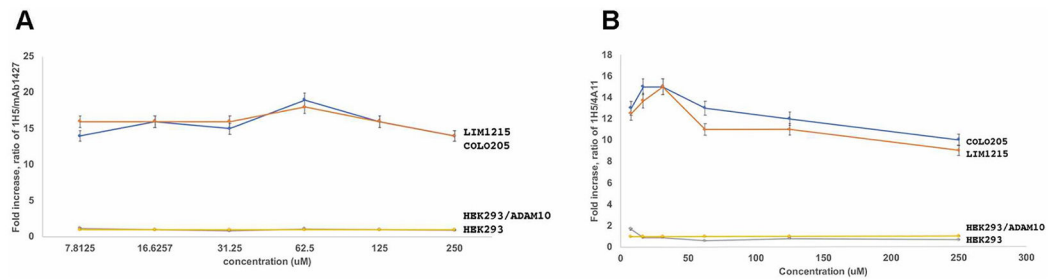 A
Fold increase, ratio of 1H5/mAb1427
25
20
15
10
5
0
7.8125 16.6257 31.25 62.5 125 250
concentration (uM)
LIM1215
COLO205
HEK293/ADAM10
HEK293
B
Fold incrase, ratio of 1H5/4A11
18
16
14
12
10
8
6
4
2
0
0 50 100 150 200 250 300
Concentration (uM)
COLO205
LIM1215
HEK293/ADAM10
HEK293